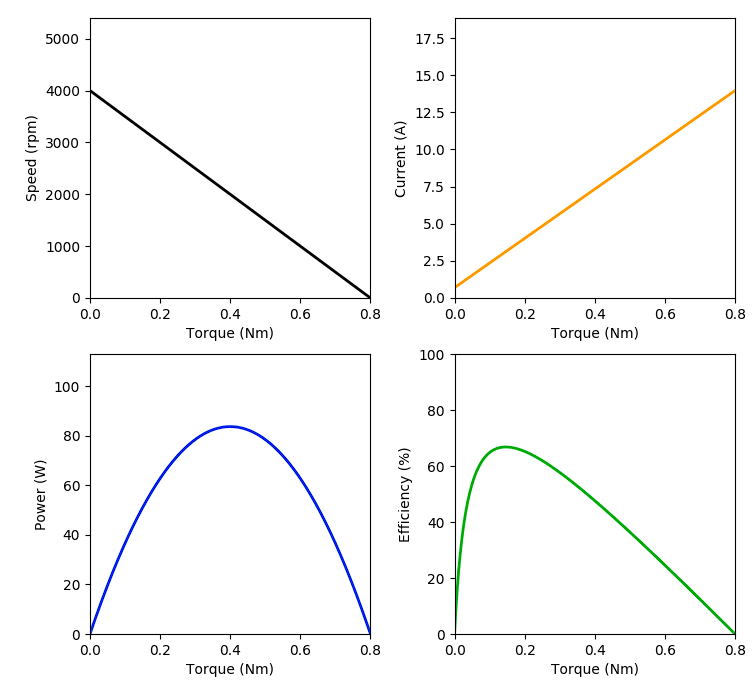 Speed (rpm)
5000
4000
3000
2000
1000
0
0.0 0.2 0.4 0.6 0.8
Torque (Nm)
Current (A)
17.5
15.0
12.5
10.0
7.5
5.0
2.5
0.0
0.0 0.2 0.4 0.6 0.8
Torque (Nm)
Power (W)
100
80
60
40
20
0
0.0 0.2 0.4 0.6 0.8
Torque (Nm)
Efficiency (%)
100
80
60
40
20
0
0.0 0.2 0.4 0.6 0.8
Torque (Nm)